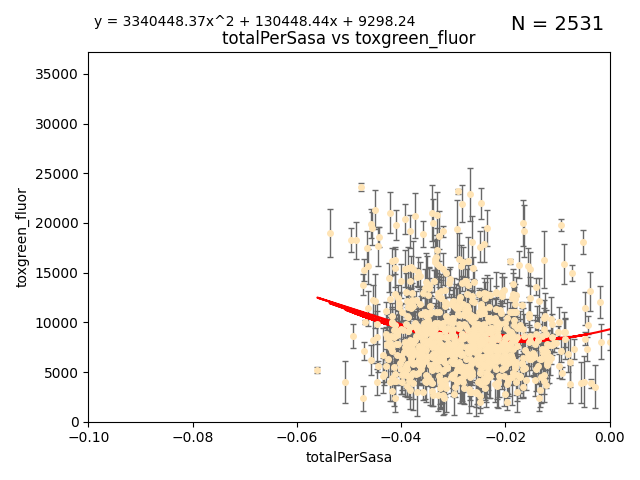 y = 3340448.37x^2 + 130448.44x + 9298.24
N = 2531
totalPerSasa vs toxgreen_fluor
35000
30000
25000
20000
15000
10000
5000
0
toxgreen_fluor
−0.10
−0.08
−0.06
−0.04
−0.02
0.00
totalPerSasa